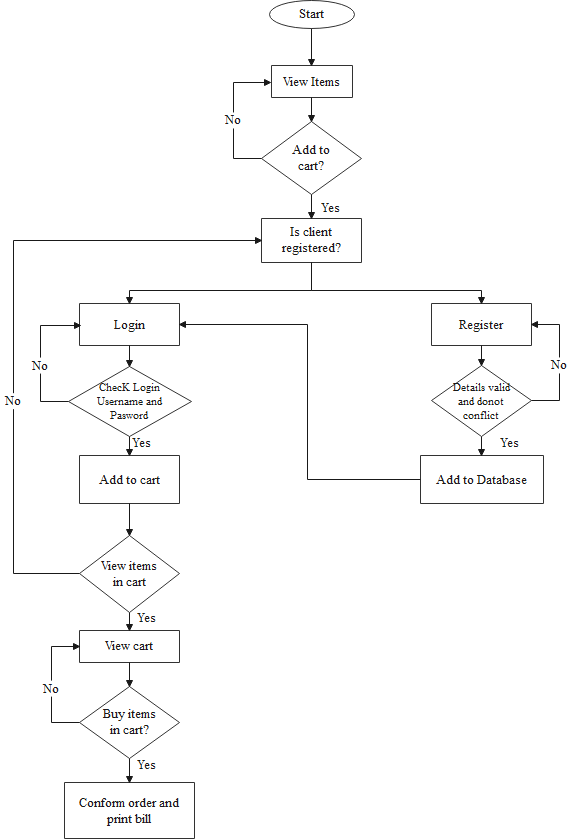 Start
View Items
No
Add to
cart?
Yes
Is client
registered?
Login
Register
No
No
ChecK Login
Username and
Pasword
Details valid
and donot
conflict
No
Yes
Yes
Add to cart
Add to Database
View items
in cart
Yes
View cart
No
Buy items
in cart?
Yes
Conform order and
print bill